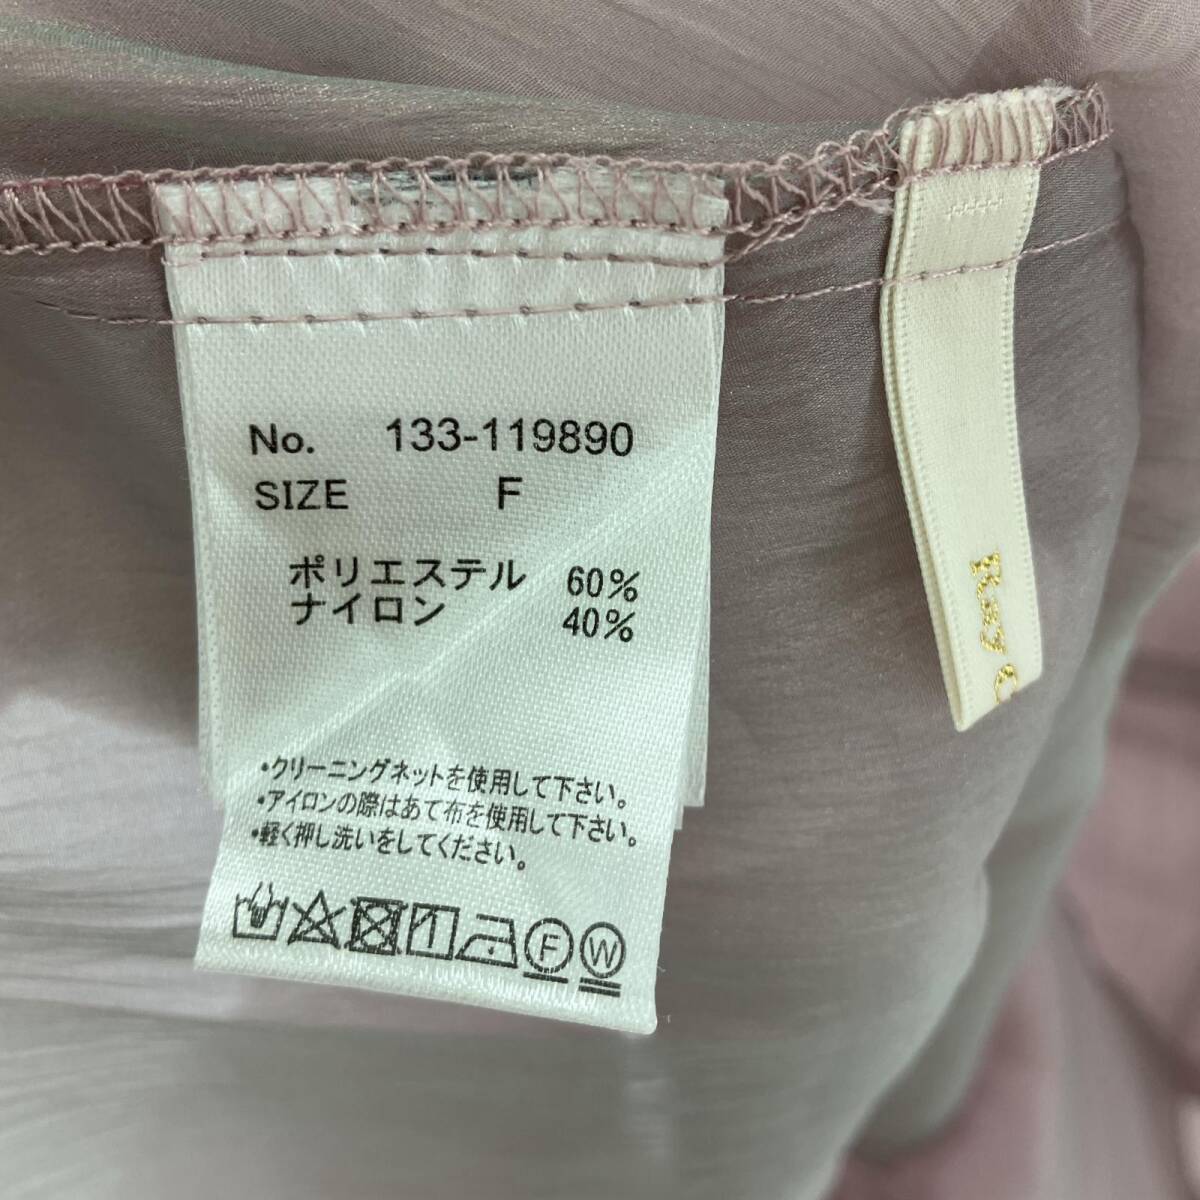 No. 133-119890
SIZE F
ポリエステル 60%
ナイロン 40%
・クリーニングネットを使用して下さい。
・アイロンの際はあて布を使用して下さい。
・軽く押し洗いをしてください。
F W
Ray C